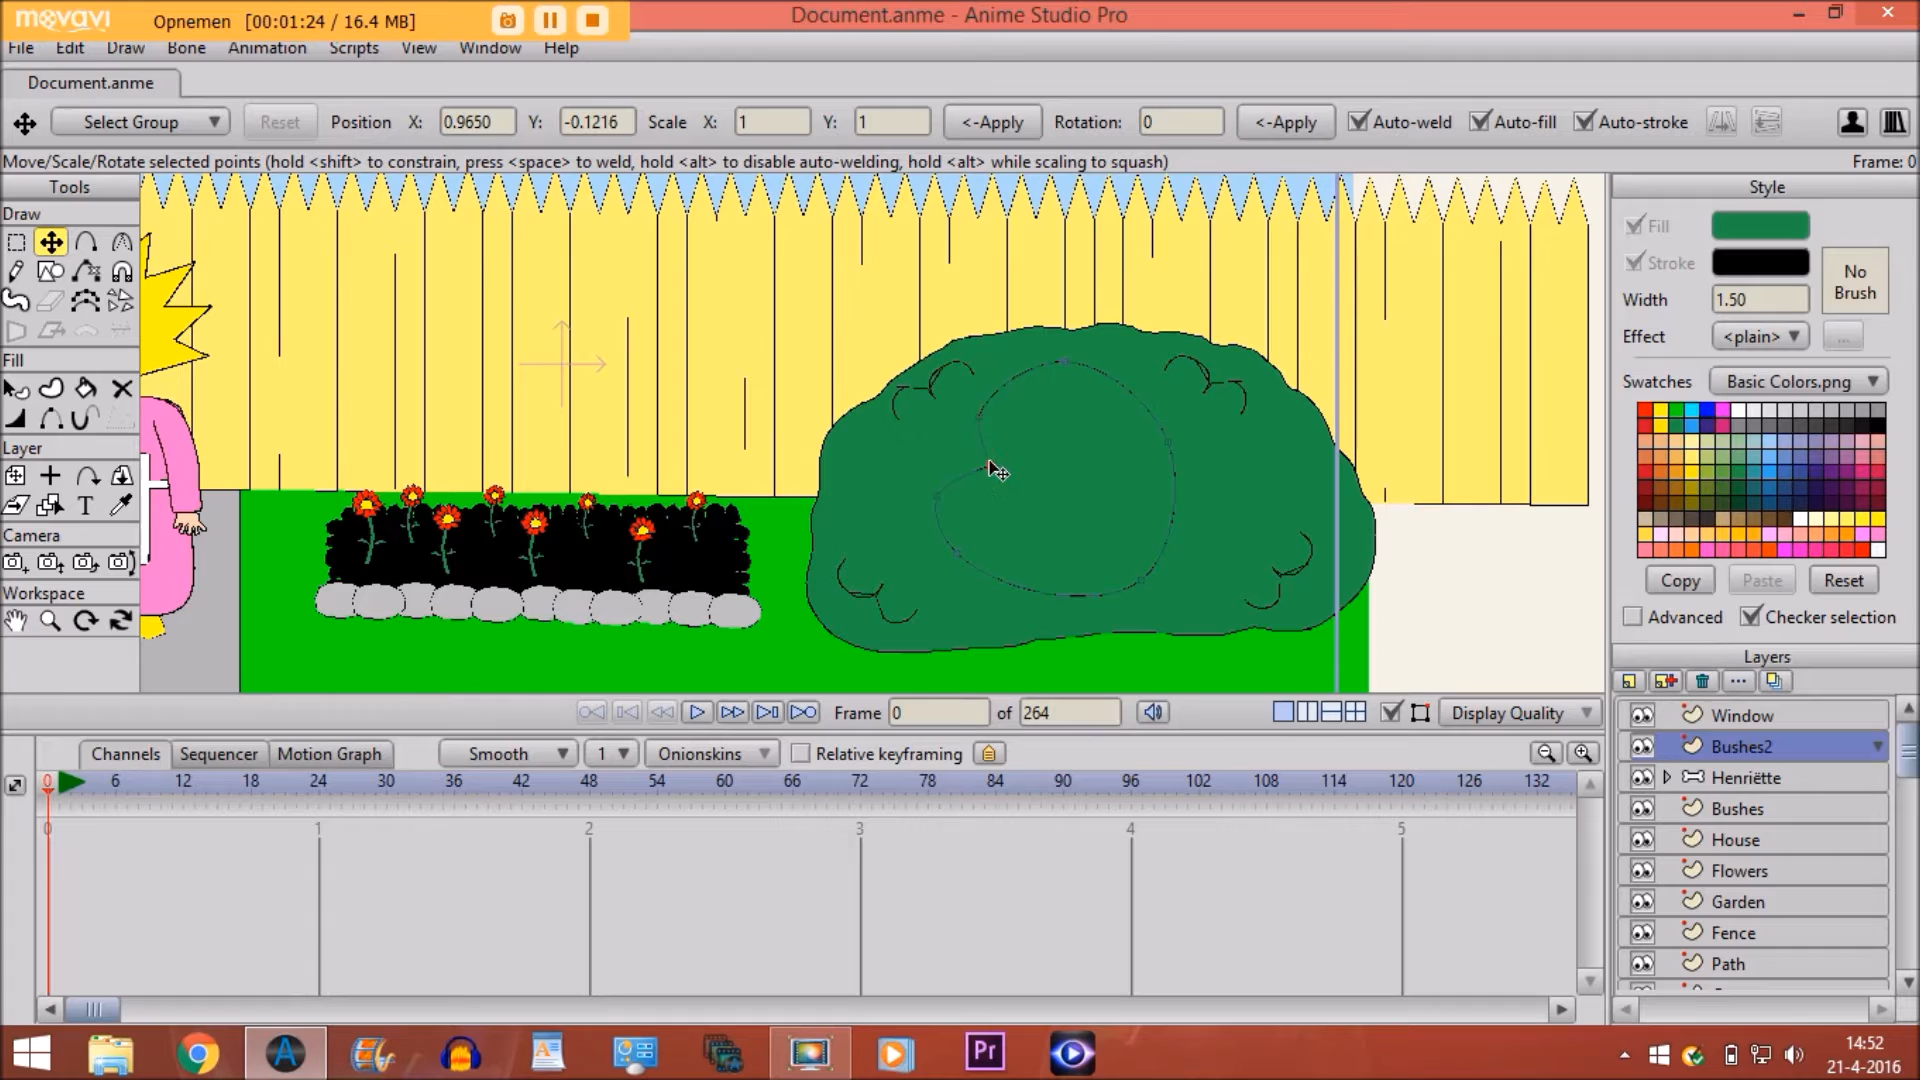 movavi Opnemen [00:01:24 / 16.4 MB] Document.anme - Anime Studio Pro
File Edit Draw Bone Animation Scripts View Window Help
Document.anme
Select Group Reset Position X: 0.9650 Y: -0.1216 Scale X: 1 Y: 1 <-Apply Rotation: 0 <-Apply Auto-weld Auto-fill Auto-stroke
Move/Scale/Rotate selected points (hold <shift> to constrain, press <space> to weld, hold <alt> to disable auto-welding, hold <alt> while scaling to squash) Frame: 0
Tools
Draw
Fill
Layer
T
Camera
Workspace
Style
Fill
Stroke
No Brush
Width 1.50
Effect <plain> ...
Swatches Basic Colors.png
Copy Paste Reset
Advanced Checker selection
Layers
Window
Bushes2
Henriëtte
Bushes
House
Flowers
Garden
Fence
Path
Frame 0 of 264 Display Quality
Channels Sequencer Motion Graph Smooth 1 Onionskins Relative keyframing
0 6 12 18 24 30 36 42 48 54 60 66 72 78 84 90 96 102 108 114 120 126 132
0 1 2 3 4 5
Pr
14:52
21-4-2016